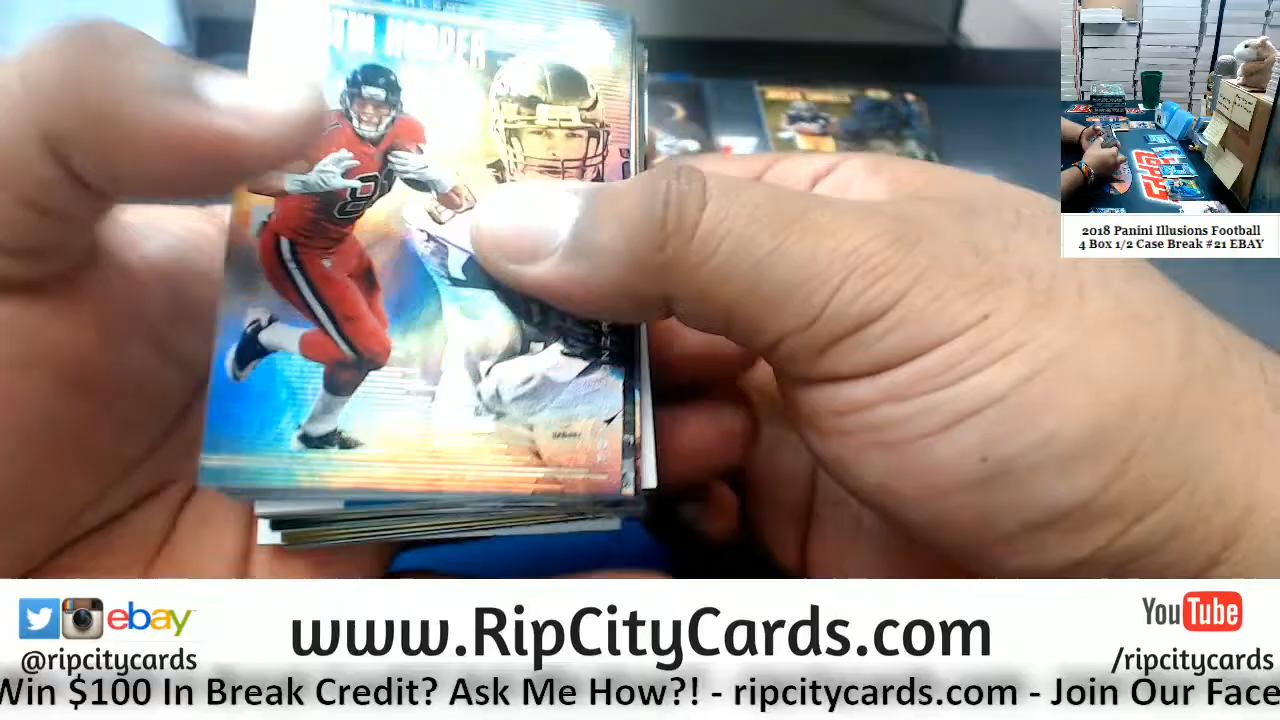 81
2018 Panini Illusions Football
4 Box 1/2 Case Break #21 EBAY
ebay
www.RipCityCards.com
YouTube
@ripcitycards
/ripcitycards
Win $100 In Break Credit? Ask Me How?! - ripcitycards.com - Join Our Face